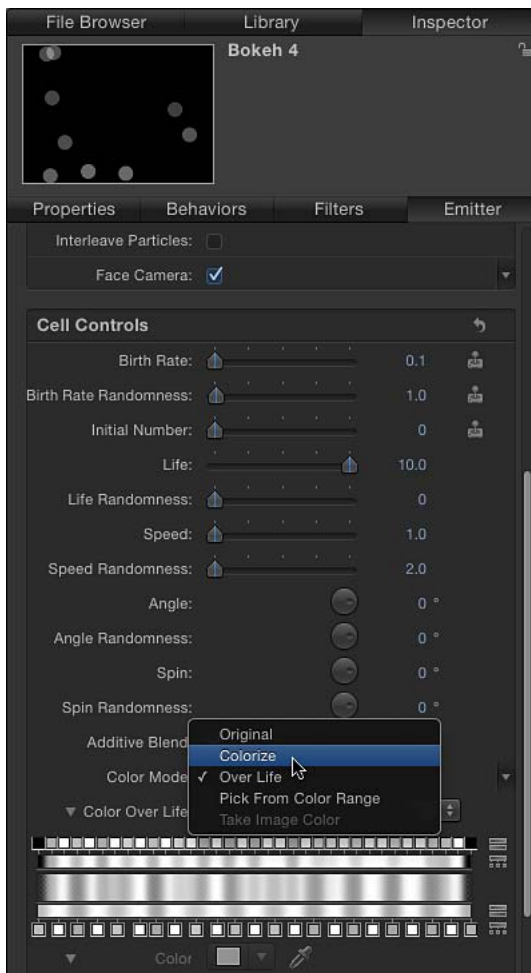 File Browser Library Inspector
Bokeh 4
Properties Behaviors Filters Emitter
Interleave Particles:
Face Camera:
Cell Controls
Birth Rate: 0.1
Birth Rate Randomness: 1.0
Initial Number: 0
Life: 10.0
Life Randomness: 0
Speed: 1.0
Speed Randomness: 2.0
Angle: 0 °
Angle Randomness: 0 °
Spin: 0 °
Spin Randomness: 0 °
Original
Additive Blend
Colorize
Color Mode ✓ Over Life
Pick From Color Range
Color Over Life
Take Image Color
Color